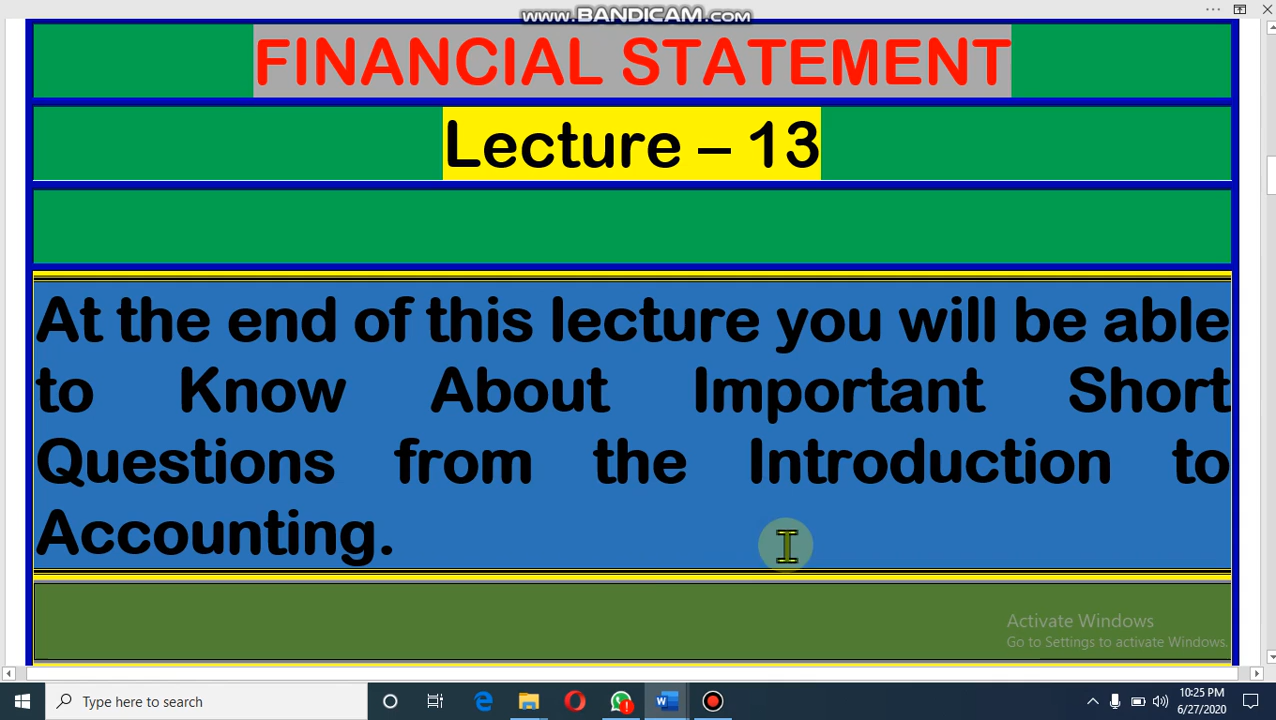 www.BANDICAM.com
FINANCIAL STATEMENT
Lecture – 13
At the end of this lecture you will be able
to Know About Important Short
Questions from the Introduction to
Accounting.
Activate Windows
Go to Settings to activate Windows.
Type here to search
10:25 PM
6/27/2020